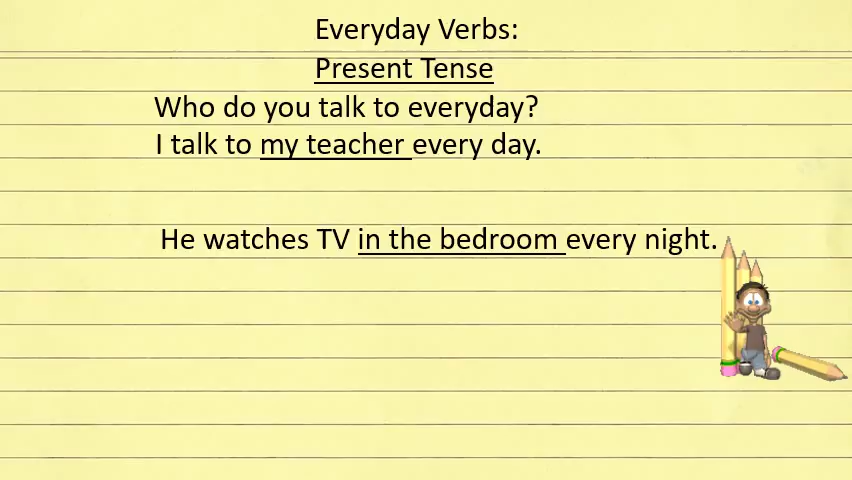 Everyday Verbs:
Present Tense
Who do you talk to everyday?
I talk to my teacher every day.
He watches TV in the bedroom every night.